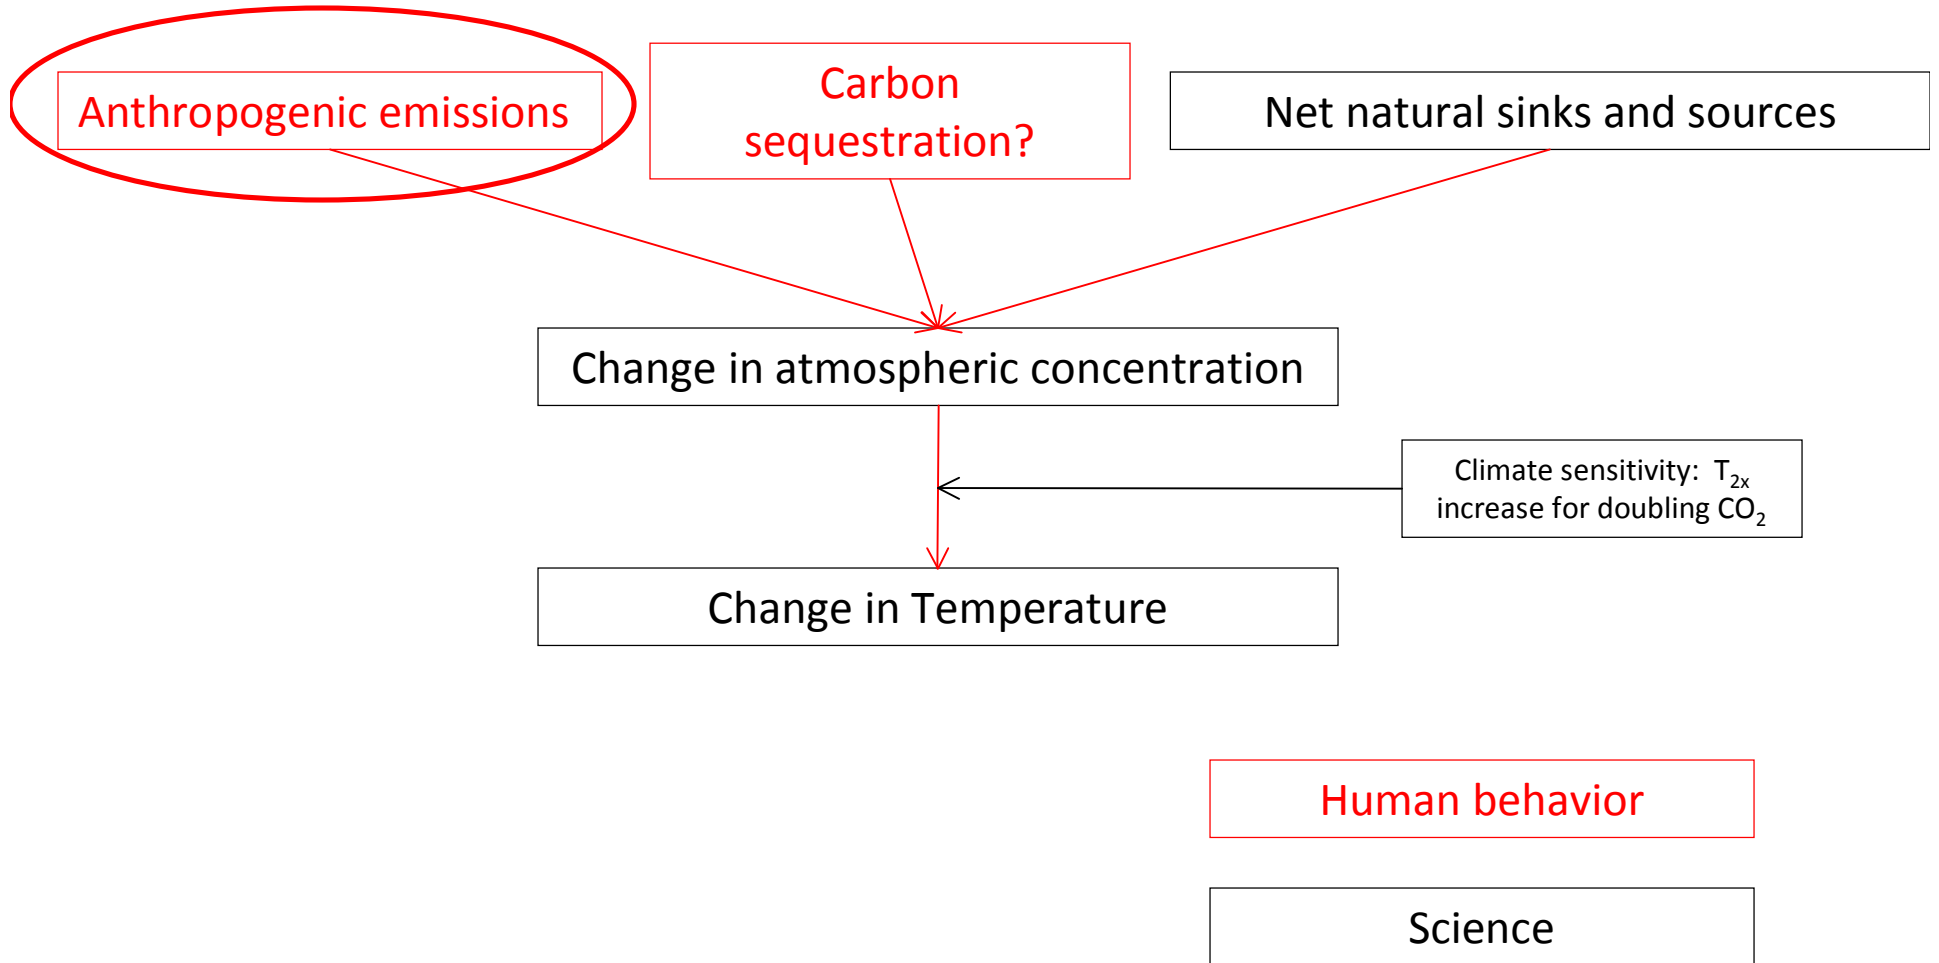 Anthropogenic emissions
Carbon
sequestration?
Net natural sinks and sources
Change in atmospheric concentration
Climate sensitivity: T₂ₓ
increase for doubling CO₂
Change in Temperature
Human behavior
Science